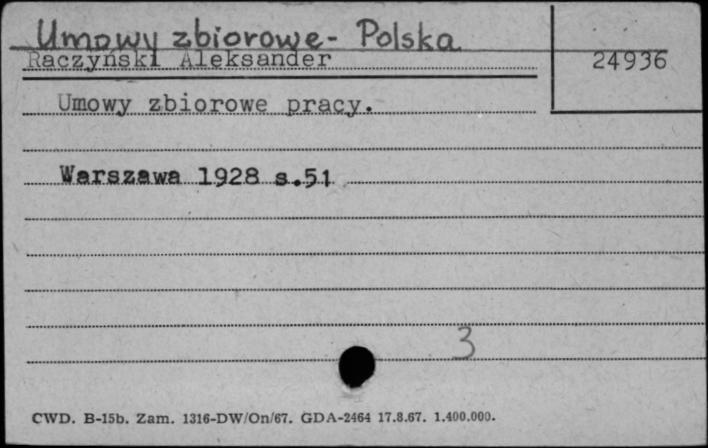 Umowy zbiorowe - Polska
Raczyński Aleksander
24936
Umowy zbiorowe pracy.
Warszawa 1928 s.51
3
CWD. B-15b. Zam. 1316-DW/On/67. GDA-2464 17.8.67. 1.400.000.